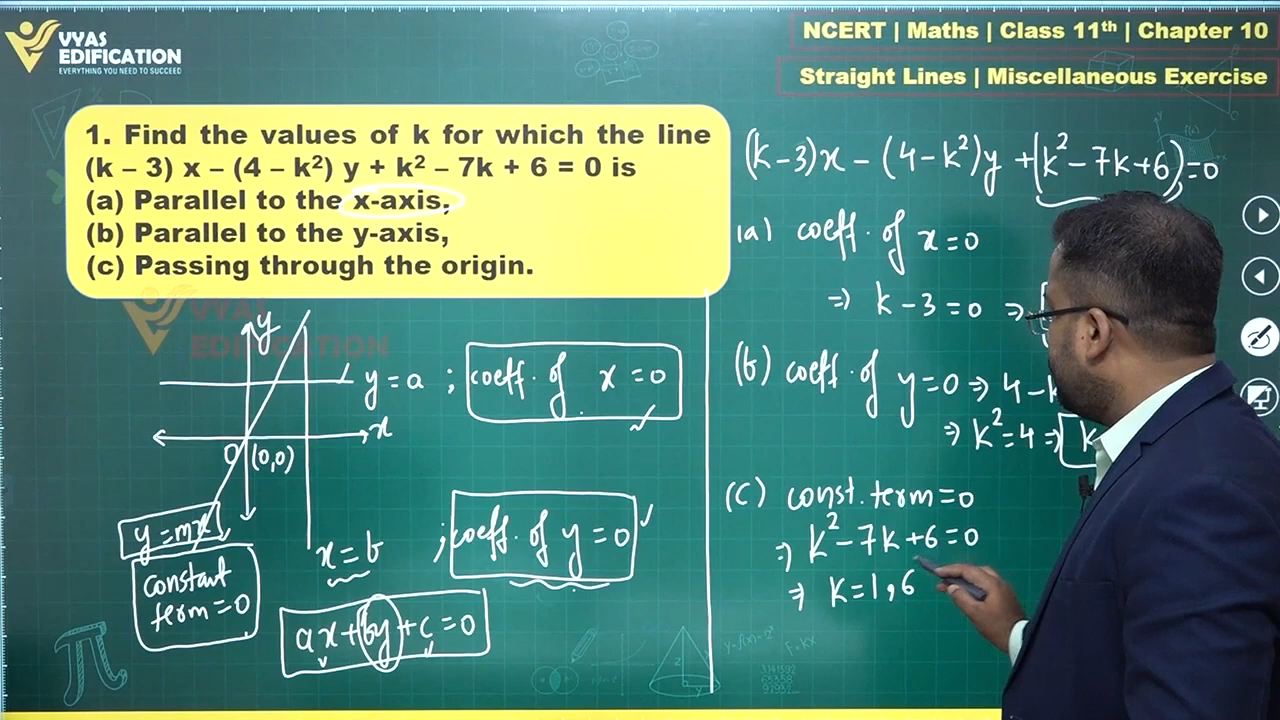 VYAS
EDIFICATION
EVERYTHING YOU NEED TO SUCCEED
NCERT | Maths | Class 11th | Chapter 10
Straight Lines | Miscellaneous Exercise
1. Find the values of k for which the line
(k – 3) x – (4 – k²) y + k² – 7k + 6 = 0 is
(a) Parallel to the x-axis,
(b) Parallel to the y-axis,
(c) Passing through the origin.
VYAS
EDIFICATION
y
y = a ; coeff. of x = 0
x
O (0,0)
y = mx
constant
term = 0
x = b ; coeff. of y = 0
ax + by + c = 0
(k-3)x - (4-k²)y + (k²-7k+6) = 0
(a) coeff. of x = 0
⇒ k-3 = 0 ⇒
(b) coeff. of y = 0 ⇒ 4-k
⇒ k² = 4 ⇒ k
(c) const. term = 0
⇒ k² - 7k + 6 = 0
⇒ k = 1, 6